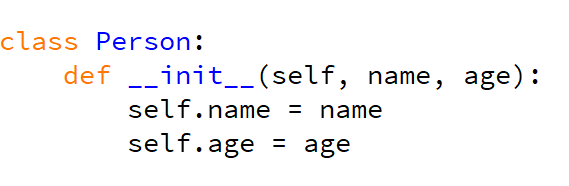 class Person:
    def __init__(self, name, age):
        self.name = name
        self.age = age